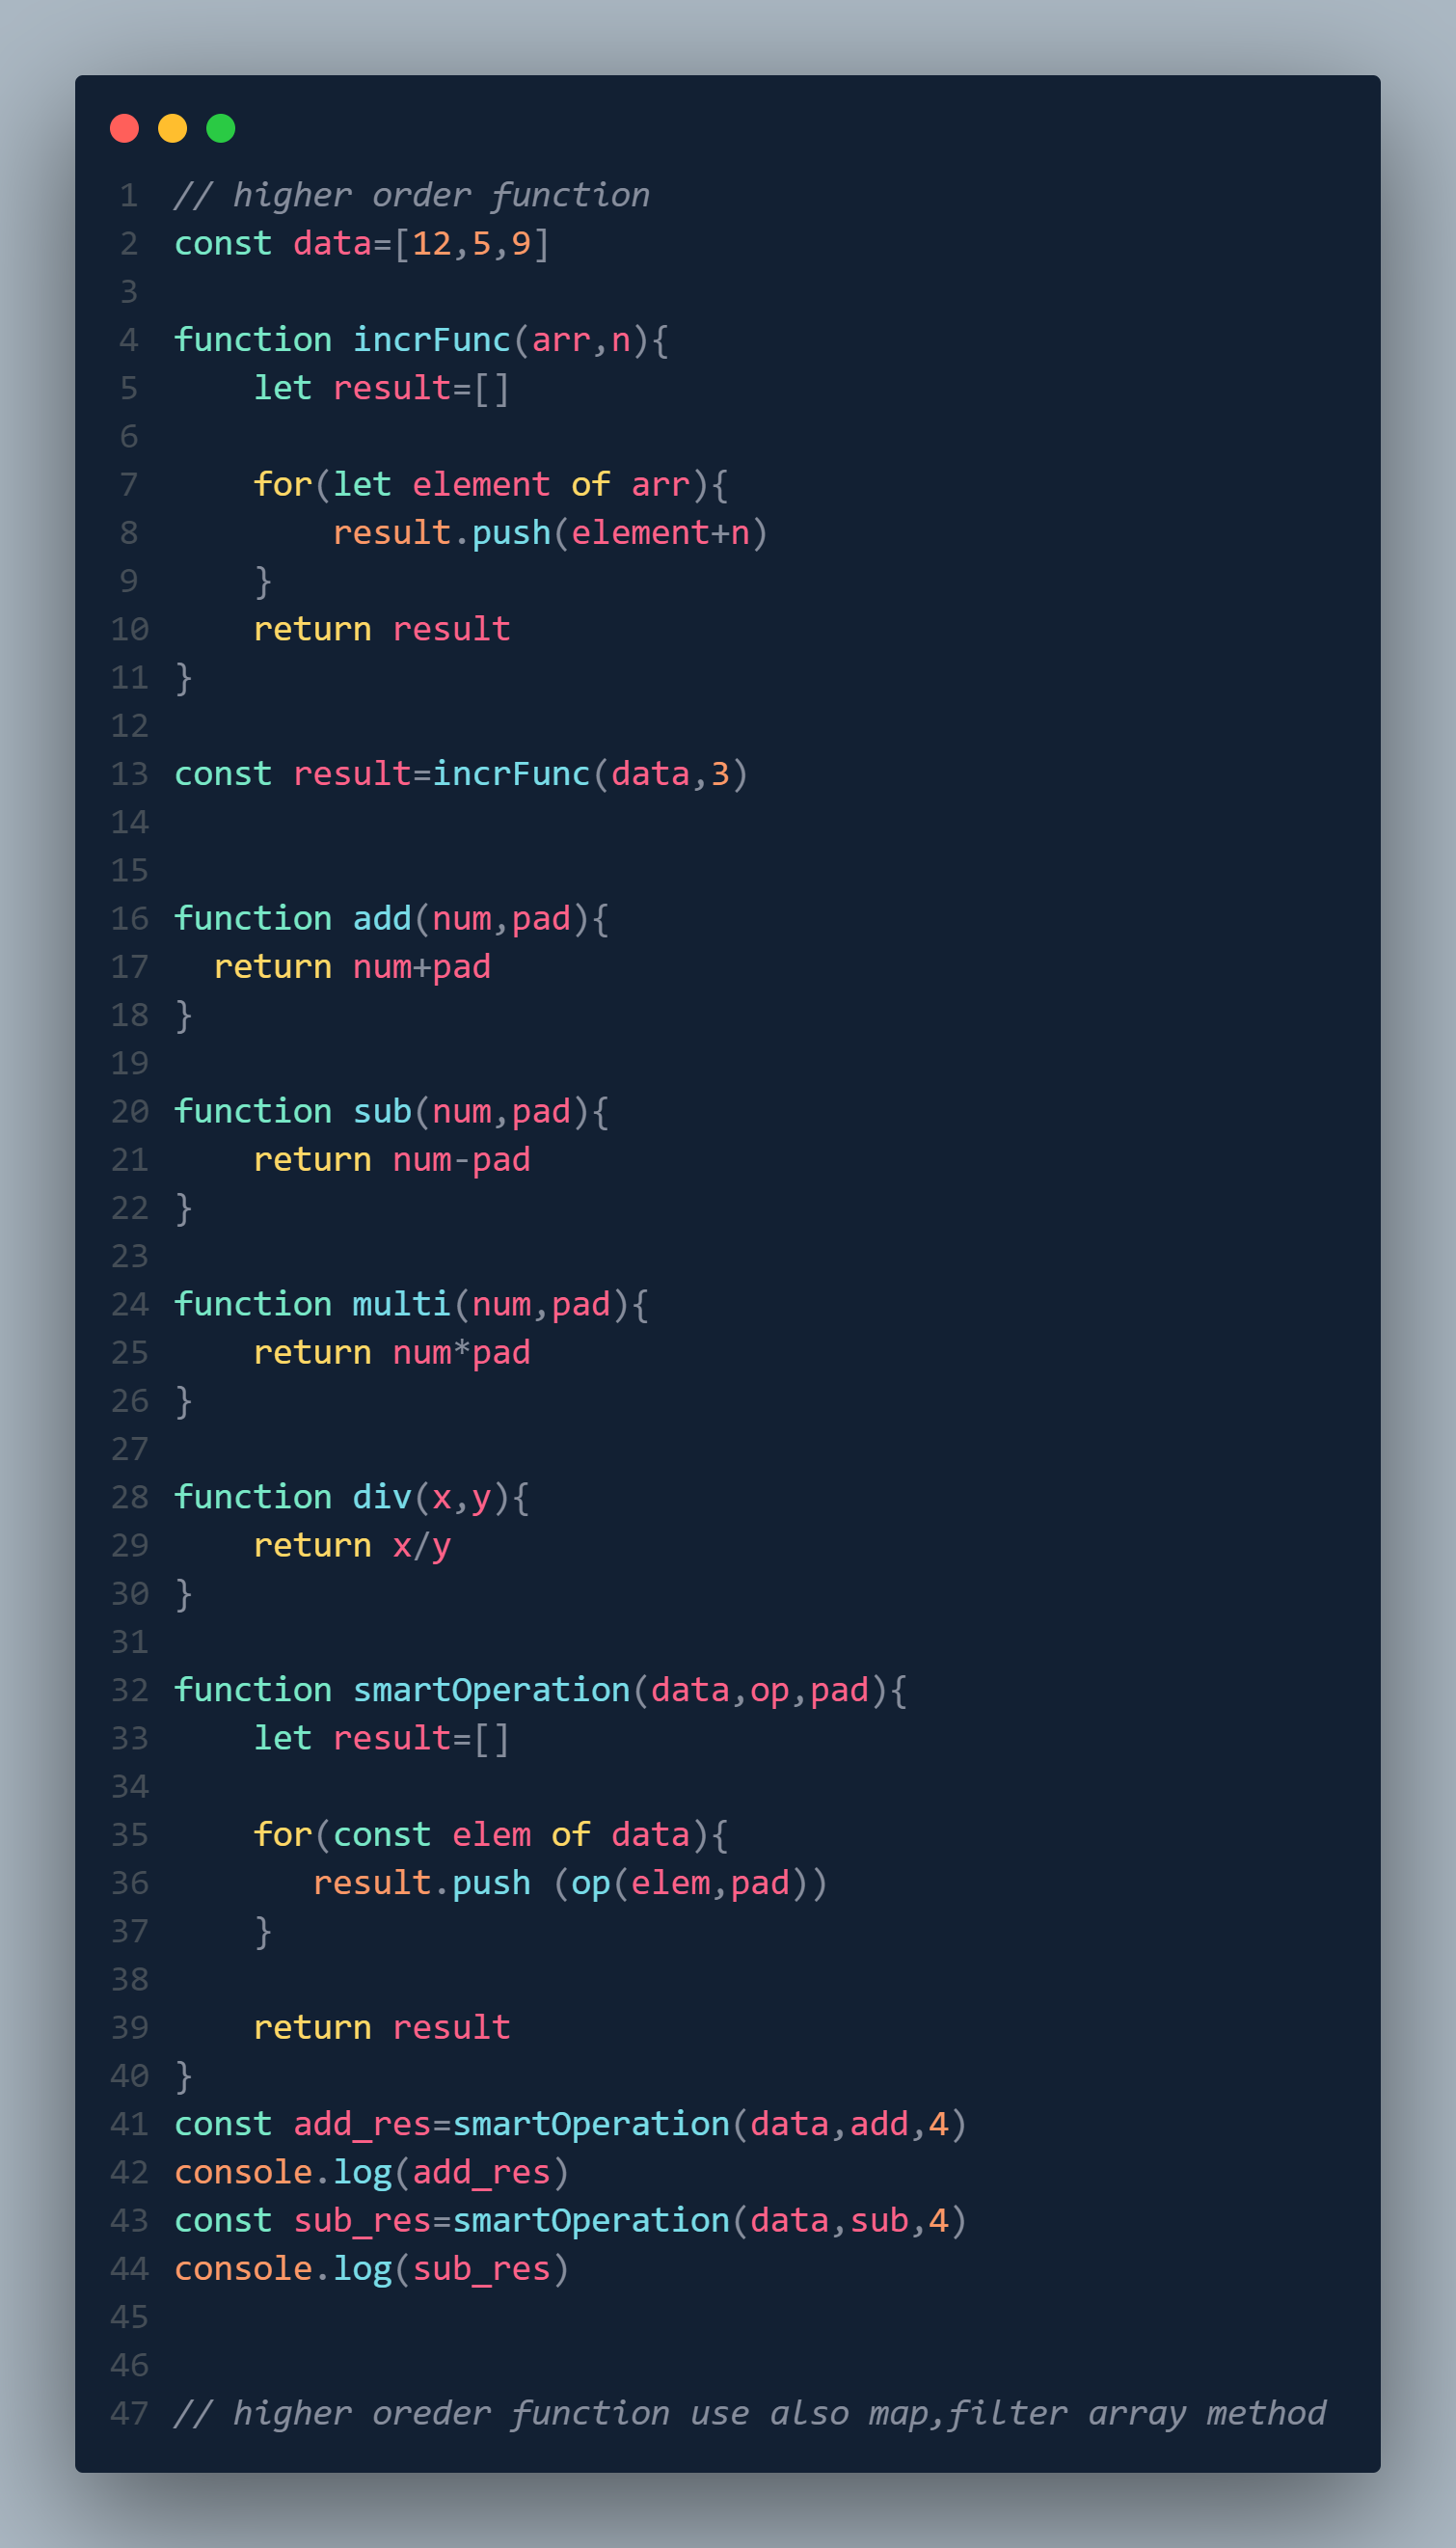 1 // higher order function
2 const data=[12,5,9]
3
4 function incrFunc(arr,n){
5     let result=[]
6
7     for(let element of arr){
8         result.push(element+n)
9     }
10     return result
11 }
12
13 const result=incrFunc(data,3)
14
15
16 function add(num,pad){
17   return num+pad
18 }
19
20 function sub(num,pad){
21     return num-pad
22 }
23
24 function multi(num,pad){
25     return num*pad
26 }
27
28 function div(x,y){
29     return x/y
30 }
31
32 function smartOperation(data,op,pad){
33     let result=[]
34
35     for(const elem of data){
36        result.push (op(elem,pad))
37     }
38
39     return result
40 }
41 const add_res=smartOperation(data,add,4)
42 console.log(add_res)
43 const sub_res=smartOperation(data,sub,4)
44 console.log(sub_res)
45
46
47 // higher oreder function use also map,filter array method